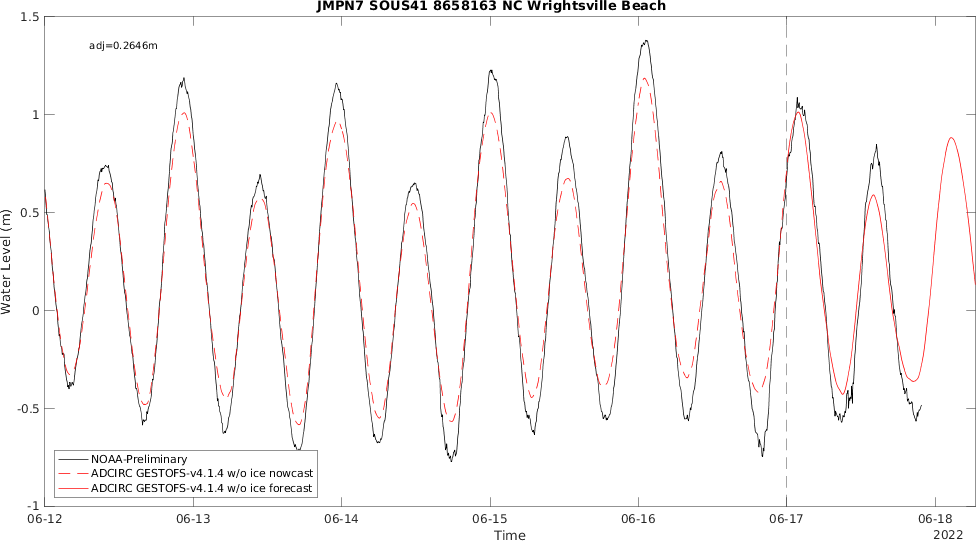 JMPN7 SOUS41 8658163 NC Wrightsville Beach
adj=0.2646m
Water Level (m)
1.5
1
0.5
0
-0.5
-1
NOAA-Preliminary
ADCIRC GESTOFS-v4.1.4 w/o ice nowcast
ADCIRC GESTOFS-v4.1.4 w/o ice forecast
06-12 06-13 06-14 06-15 06-16 06-17 06-18
Time
2022